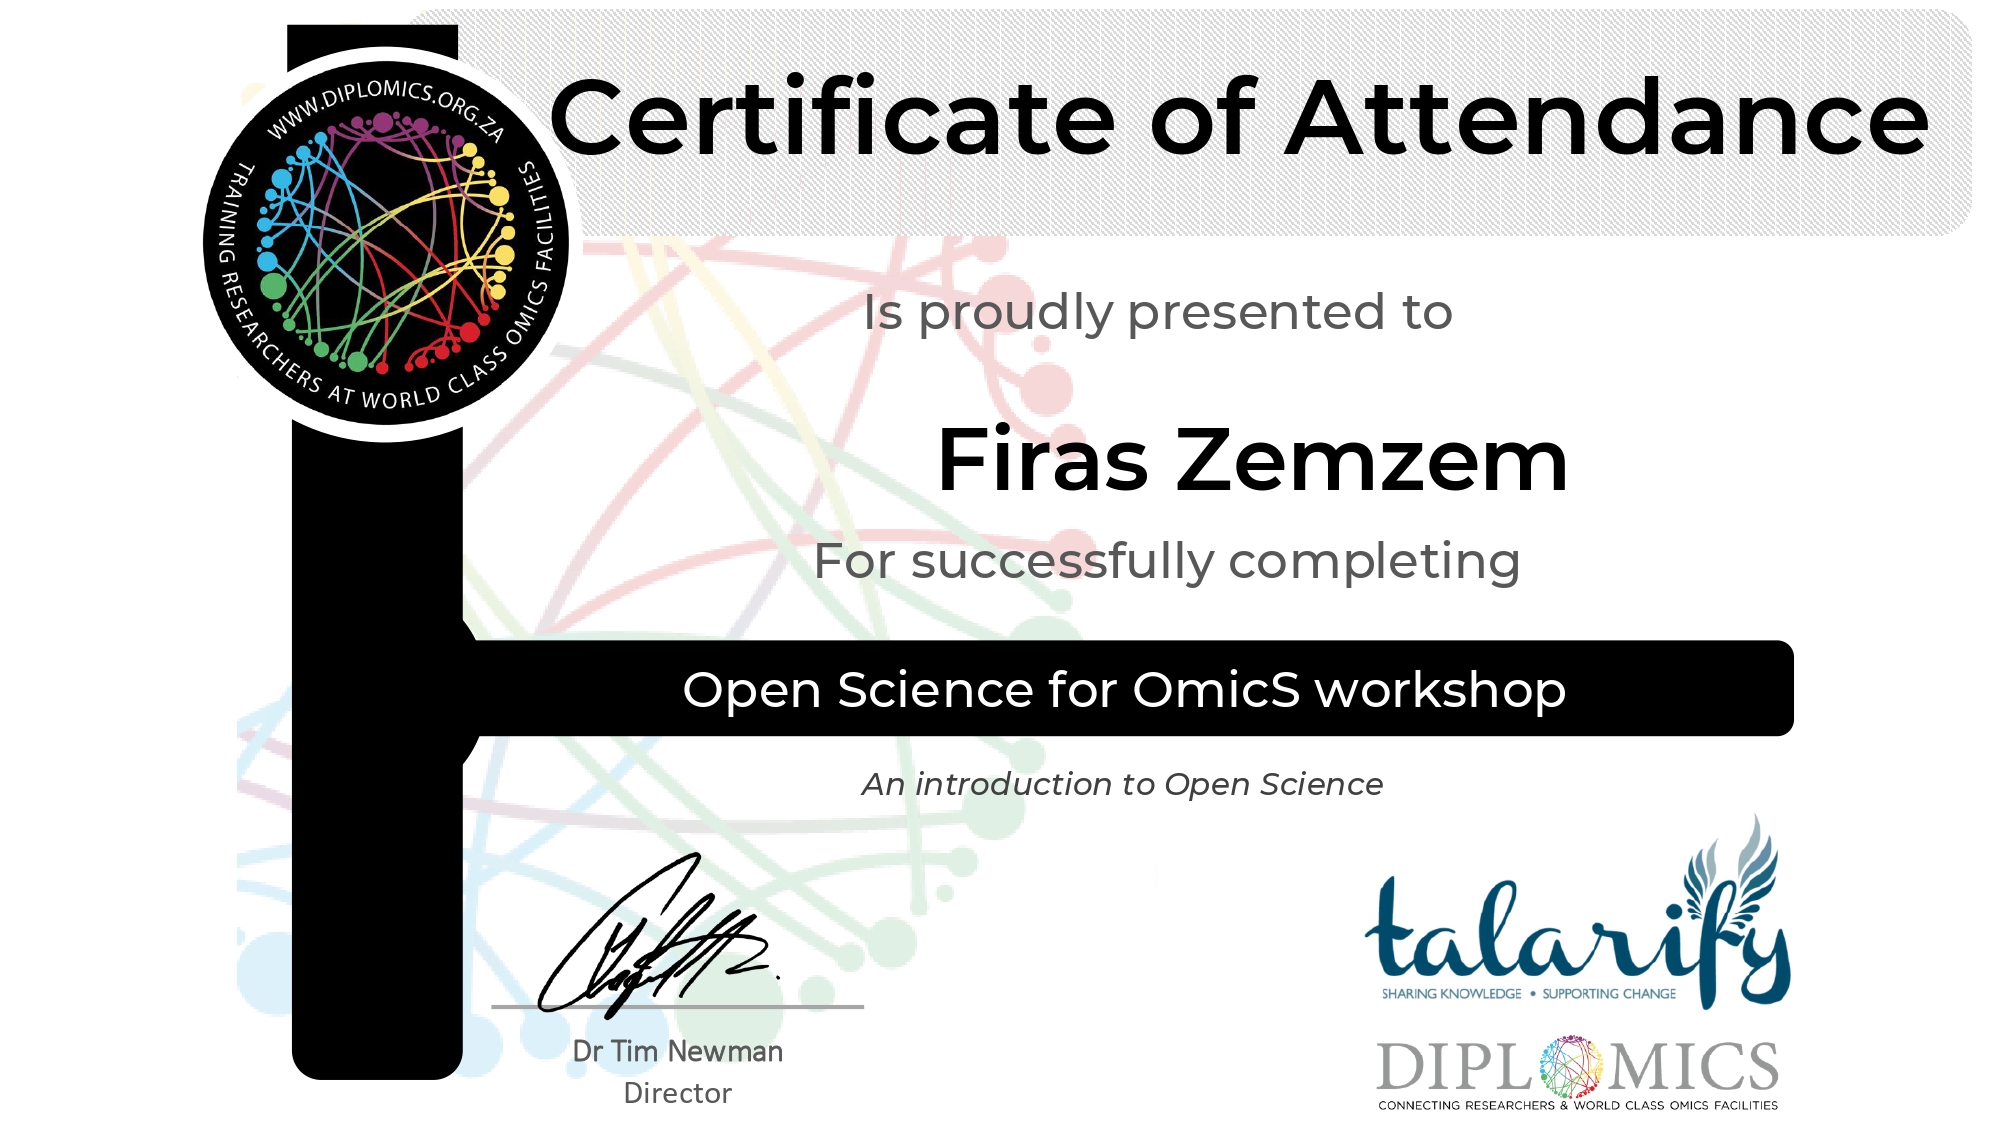 Certificate of Attendance
WWW.DIPLOMICS.ORG.ZA
TRAINING RESEARCHERS AT WORLD CLASS OMICS FACILITIES
Is proudly presented to
Firas Zemzem
For successfully completing
Open Science for OmicS workshop
An introduction to Open Science
talarify
SHARING KNOWLEDGE • SUPPORTING CHANGE
Dr Tim Newman
Director
DIPLOMICS
CONNECTING RESEARCHERS & WORLD CLASS OMICS FACILITIES